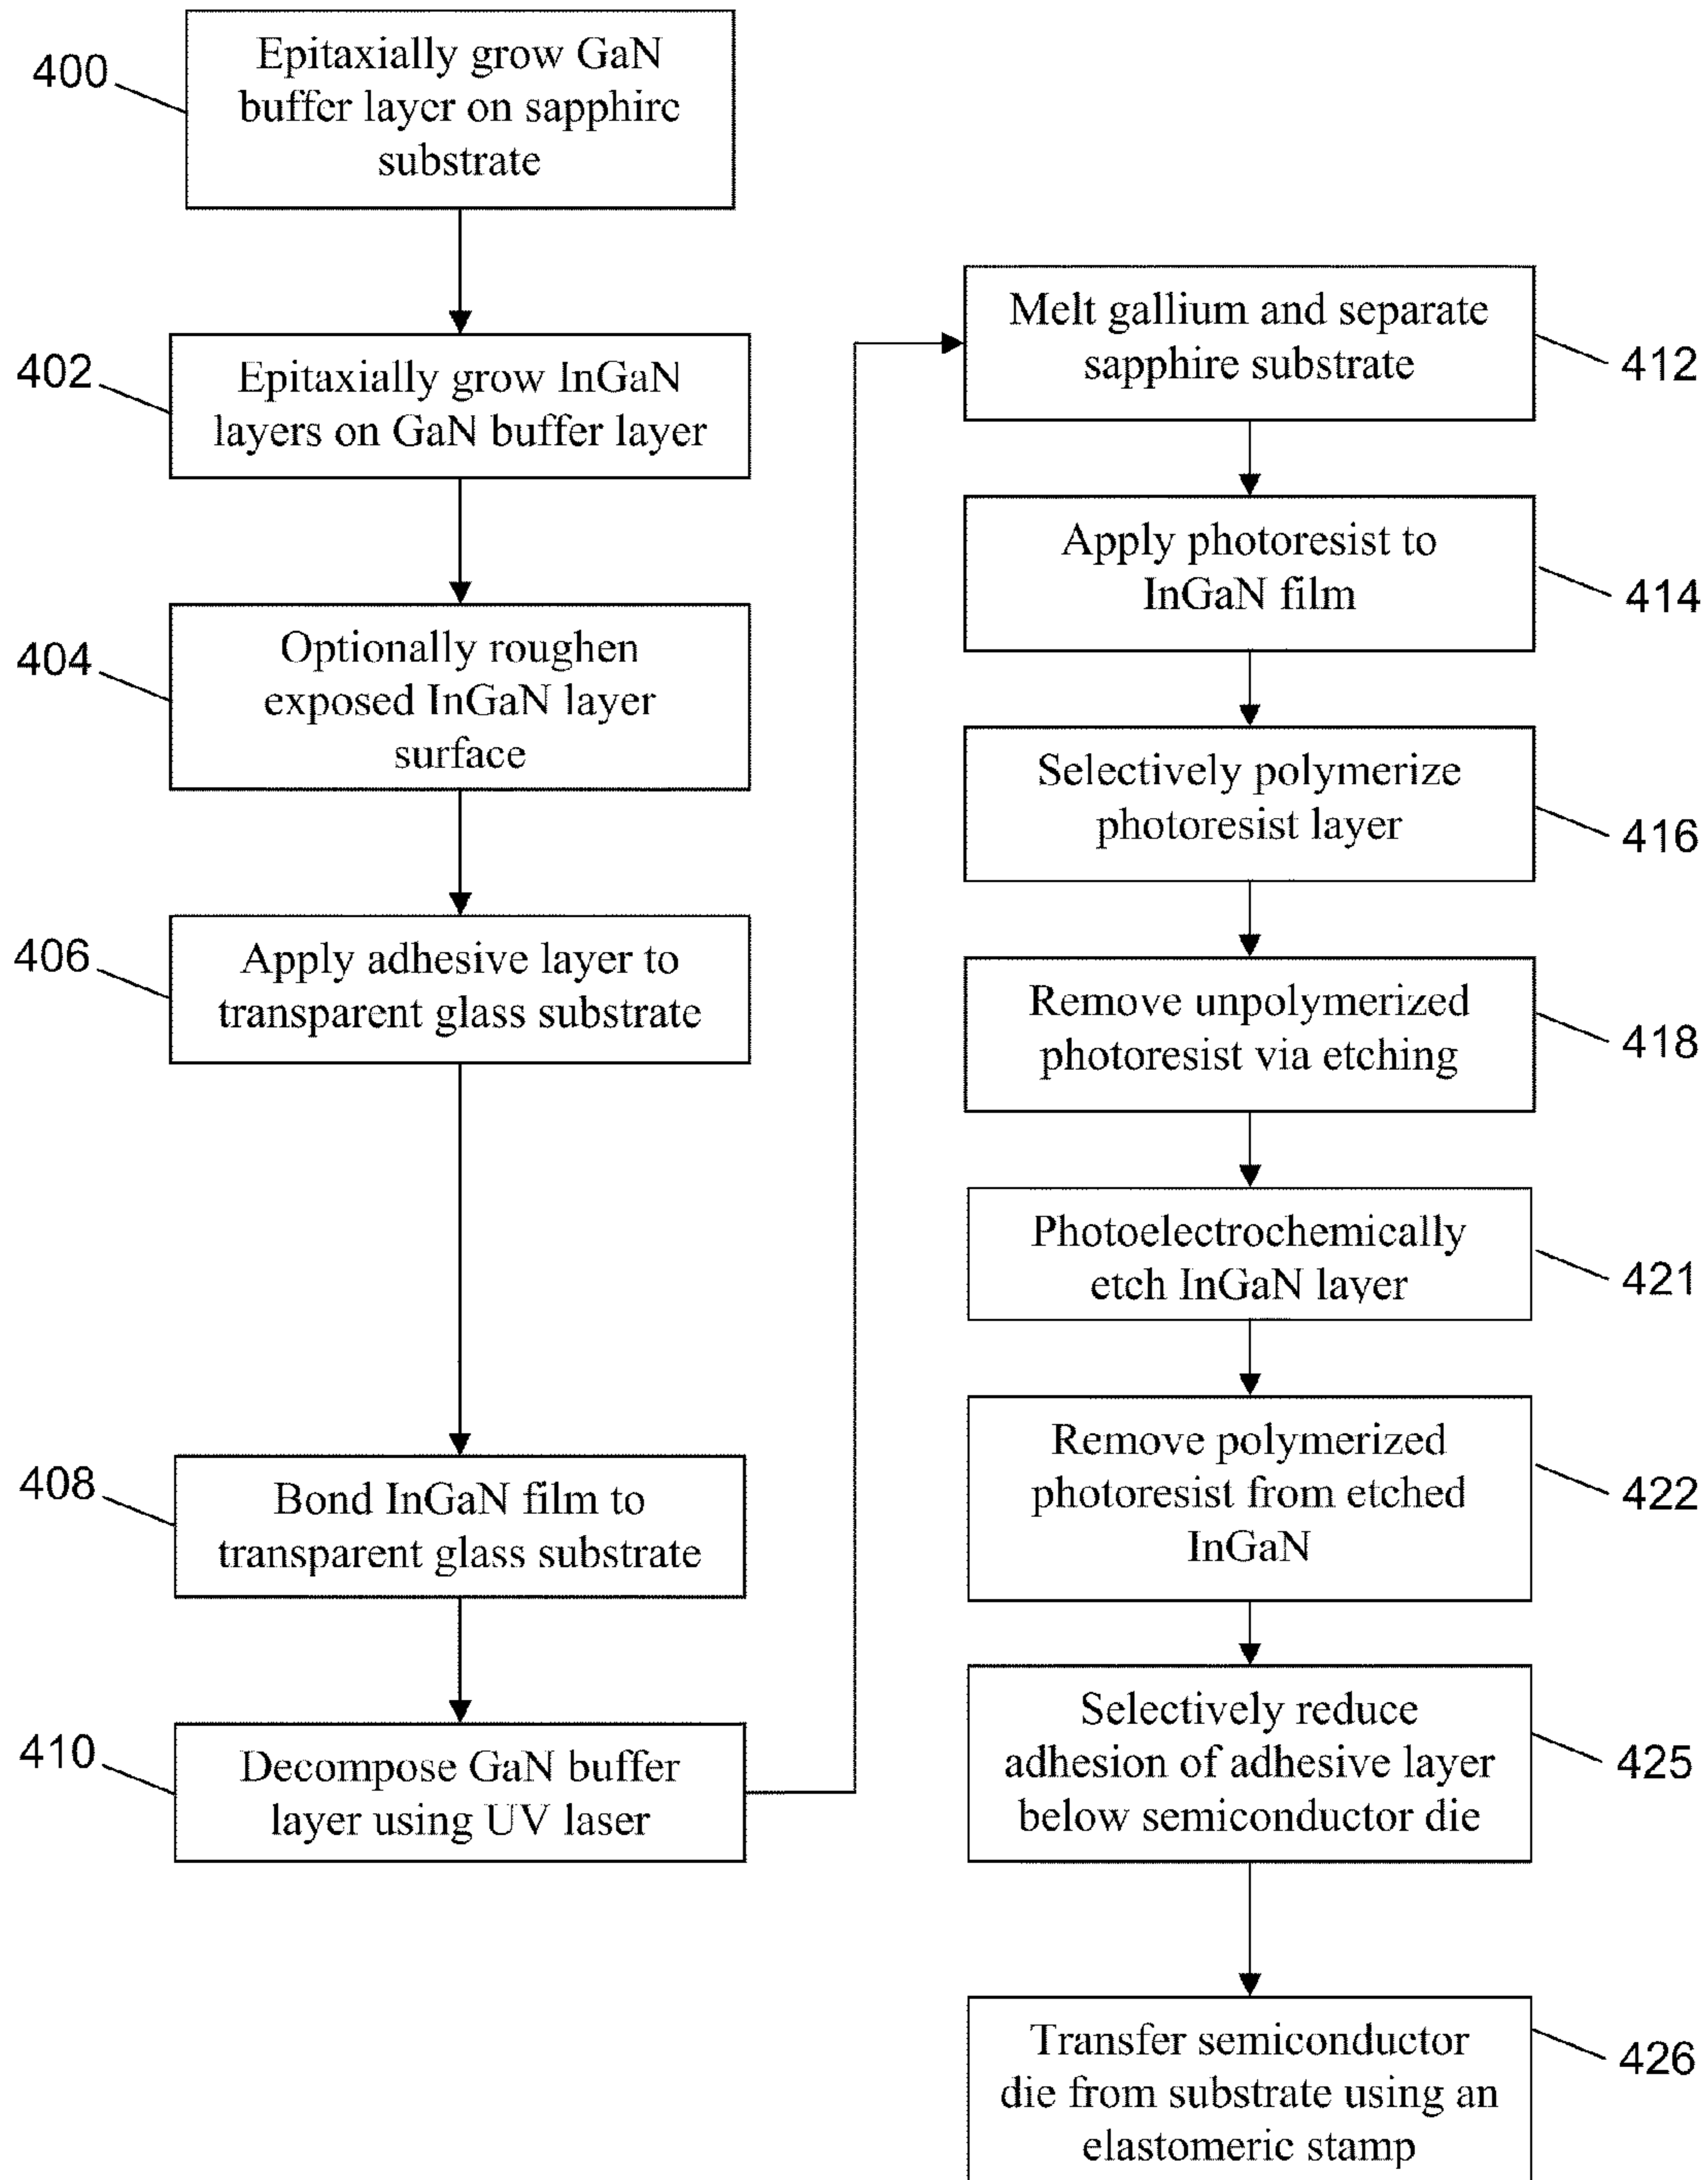 400
Epitaxially grow GaN
buffer layer on sapphire
substrate
402
Epitaxially grow InGaN
layers on GaN buffer layer
404
Optionally roughen
exposed InGaN layer
surface
406
Apply adhesive layer to
transparent glass substrate
408
Bond InGaN film to
transparent glass substrate
410
Decompose GaN buffer
layer using UV laser
Melt gallium and separate
sapphire substrate
412
Apply photoresist to
InGaN film
414
Selectively polymerize
photoresist layer
416
Remove unpolymerized
photoresist via etching
418
Photoelectrochemically
etch InGaN layer
421
Remove polymerized
photoresist from etched
InGaN
422
Selectively reduce
adhesion of adhesive layer
below semiconductor die
425
Transfer semiconductor
die from substrate using an
elastomeric stamp
426